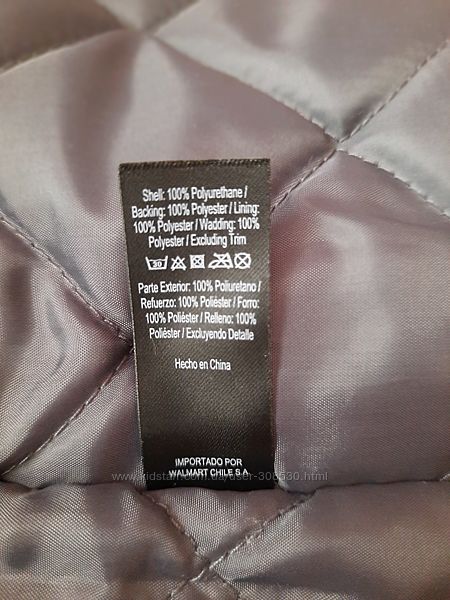 Shell: 100% Polyurethane /
Backing: 100% Polyester / Lining:
100% Polyester / Wadding: 100%
Polyester / Excluding Trim
30
Parte Exterior: 100% Poliuretano /
Refuerzo: 100% Poliéster / Forro:
100% Poliéster / Relleno: 100%
Poliéster / Excluyendo Detalle
Hecho en China
IMPORTADO POR
WALMART CHILE S.A.